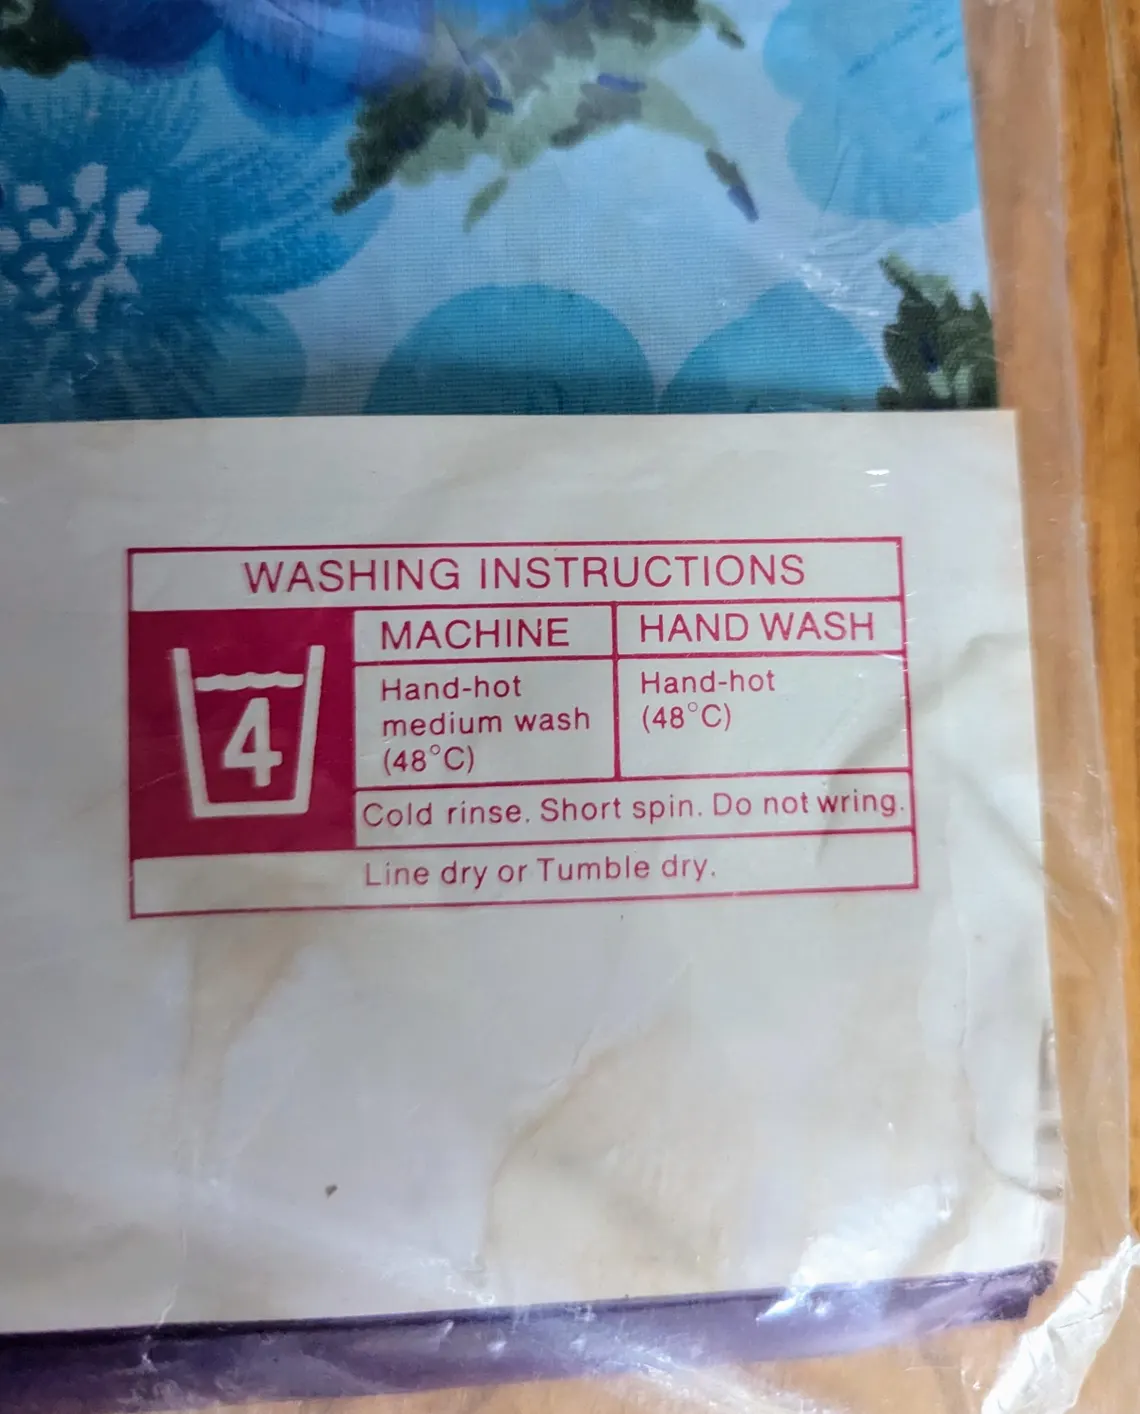 WASHING INSTRUCTIONS
4
MACHINE
HAND WASH
Hand-hot
medium wash
(48°C)
Hand-hot
(48°C)
Cold rinse. Short spin. Do not wring.
Line dry or Tumble dry.